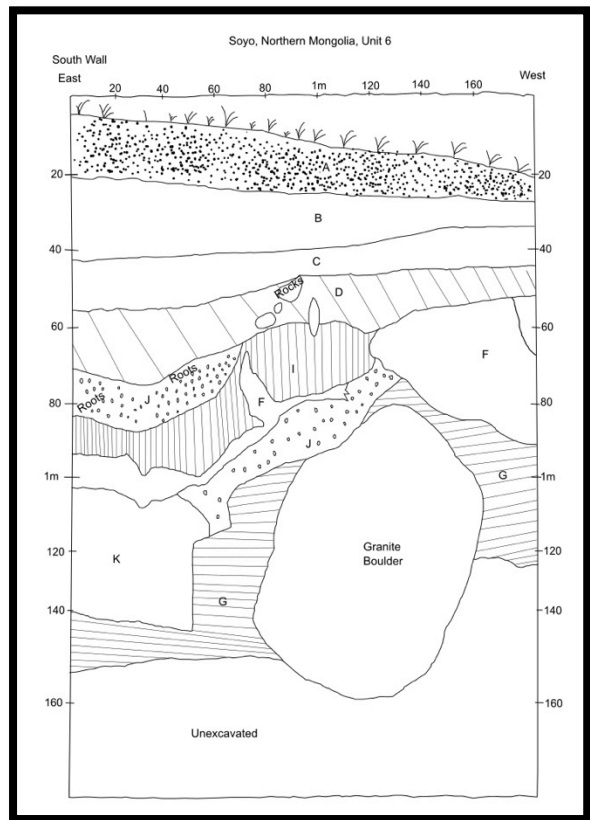 Soyo, Northern Mongolia, Unit 6
South Wall
East
West
20 40 60 80 1m 120 140 160
A
20 20
B
40 40
C
Rocks
D
60 60
I
F
Roots Roots
J
F
80 80
J
1m G 1m
120 120
Granite
Boulder
K
G
140 140
160 160
Unexcavated